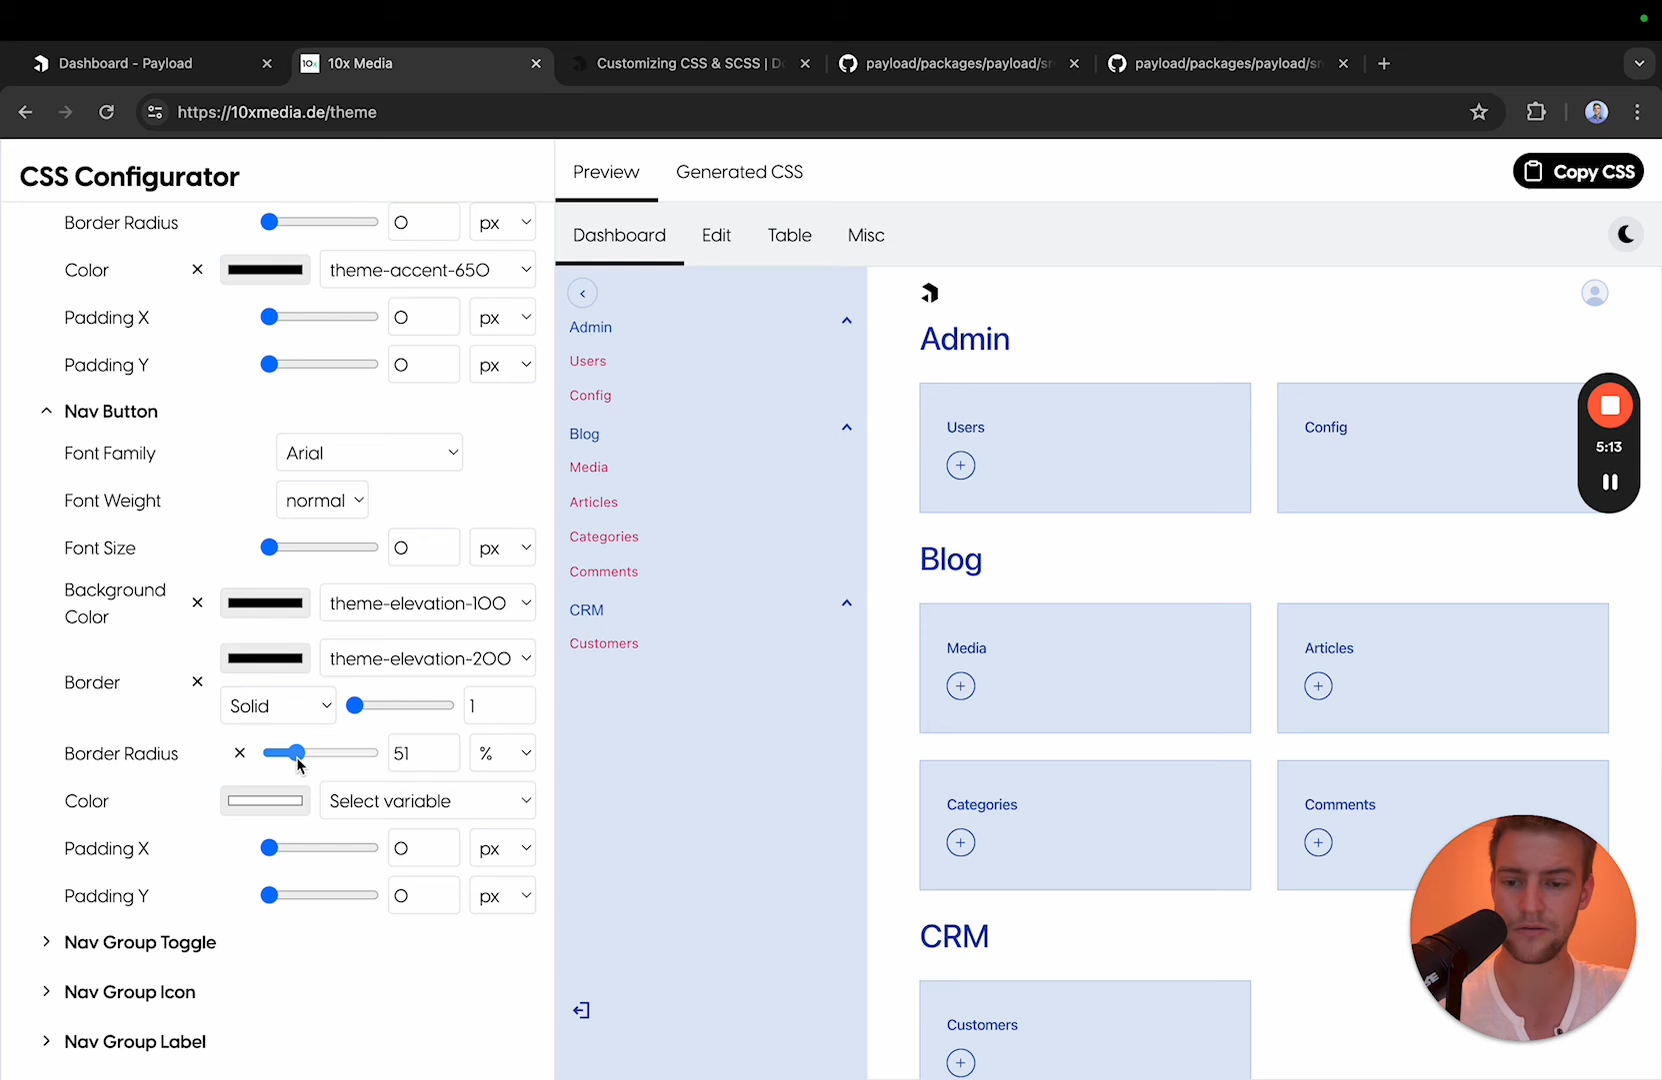 Dashboard - Payload
10x Media
Customizing CSS & SCSS | D
payload/packages/payload/sr
payload/packages/payload/sr
https://10xmedia.de/theme
CSS Configurator
Preview
Generated CSS
Copy CSS
Dashboard
Edit
Table
Misc
Border Radius
0
px
Color
theme-accent-650
Padding X
0
px
Padding Y
0
px
Nav Button
Font Family
Arial
Font Weight
normal
Font Size
0
px
Background
Color
theme-elevation-100
theme-elevation-200
Border
Solid
1
Border Radius
51
%
Color
Select variable
Padding X
0
px
Padding Y
0
px
Nav Group Toggle
Nav Group Icon
Nav Group Label
Admin
Users
Config
Blog
Media
Articles
Categories
Comments
CRM
Customers
Admin
Users
Config
Blog
Media
Articles
Categories
Comments
CRM
Customers
5:13